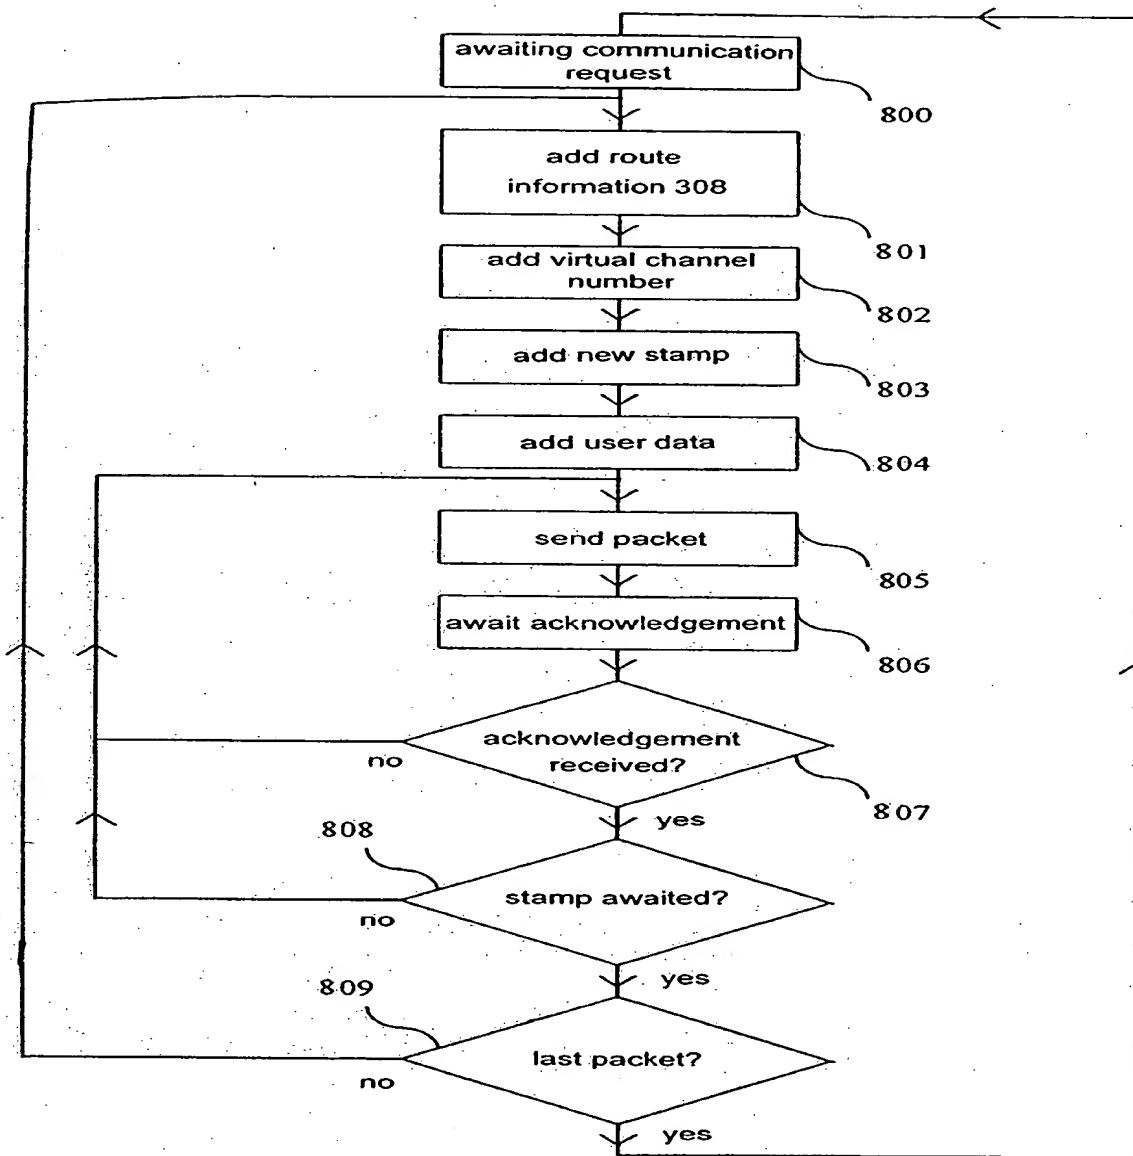 awaiting communication
request
800
add route
information 308
801
add virtual channel
number
802
add new stamp
803
add user data
804
send packet
805
await acknowledgement
806
acknowledgement
received?
no
807
yes
808
stamp awaited?
no
yes
809
last packet?
no
yes